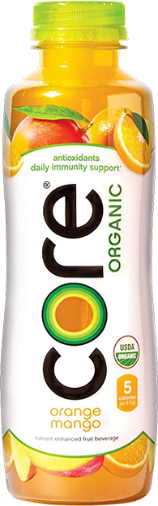 antioxidants
daily immunity support*
core®
ORGANIC
USDA
ORGANIC
5
calories
orange
mango
nutrient enhanced fruit beverage